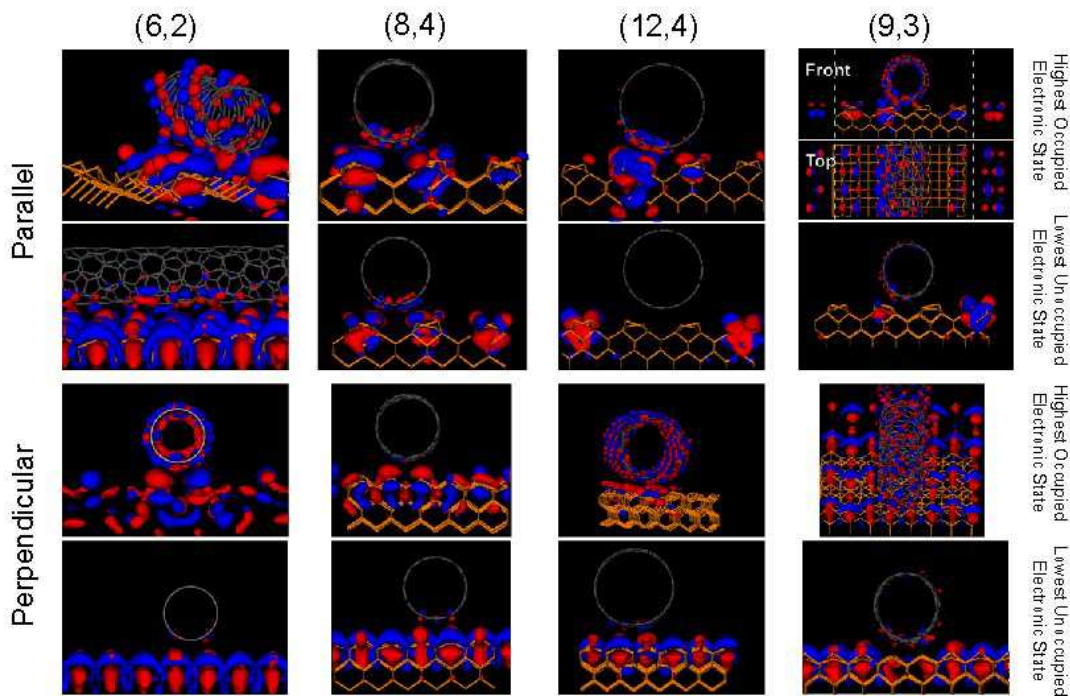 (6,2) (8,4) (12,4) (9,3)
Parallel
Front
Top
Highest Occupied
Electronic State
Lowest Unoccupied
Electronic State
Perpendicular
Highest Occupied
Electronic State
Lowest Unoccupied
Electronic State